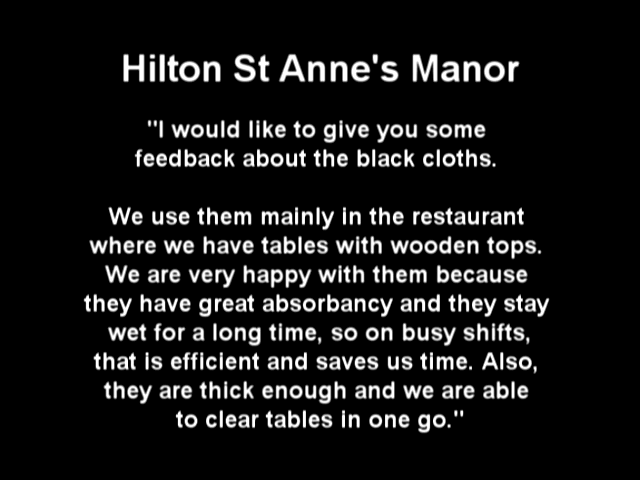 Hilton St Anne's Manor
"I would like to give you some
feedback about the black cloths.
We use them mainly in the restaurant
where we have tables with wooden tops.
We are very happy with them because
they have great absorbancy and they stay
wet for a long time, so on busy shifts,
that is efficient and saves us time. Also,
they are thick enough and we are able
to clear tables in one go."